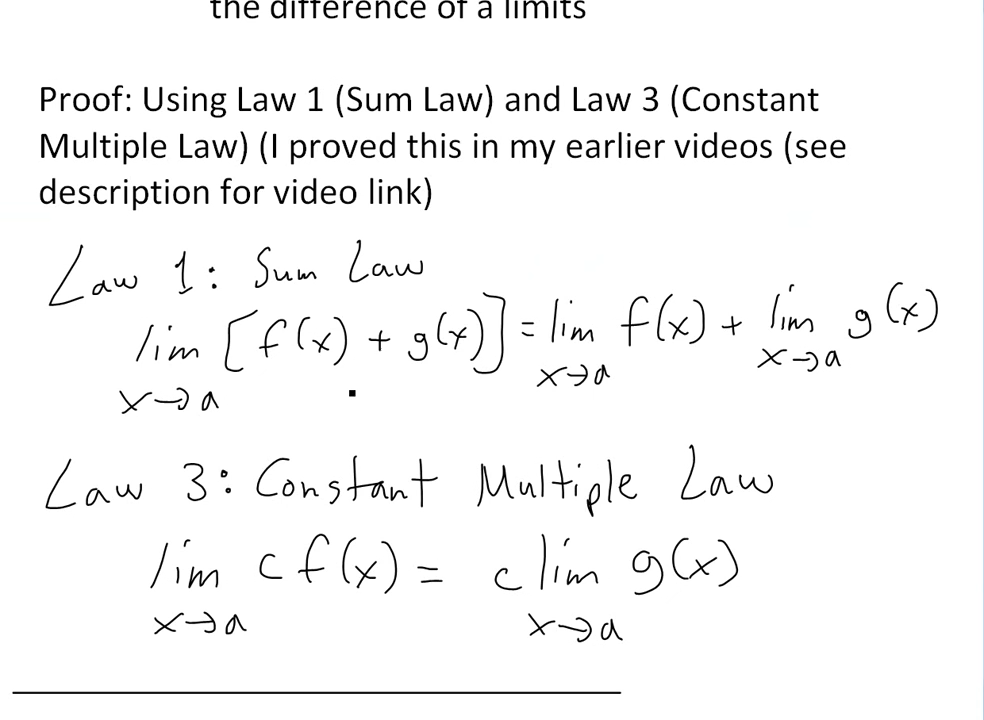 the difference of a limits
Proof: Using Law 1 (Sum Law) and Law 3 (Constant
Multiple Law) (I proved this in my earlier videos (see
description for video link)
Law 1: Sum Law
lim [f(x) + g(x)] = lim f(x) + lim g(x)
x→a x→a x→a
Law 3: Constant Multiple Law
lim c f(x) = c lim g(x)
x→a x→a